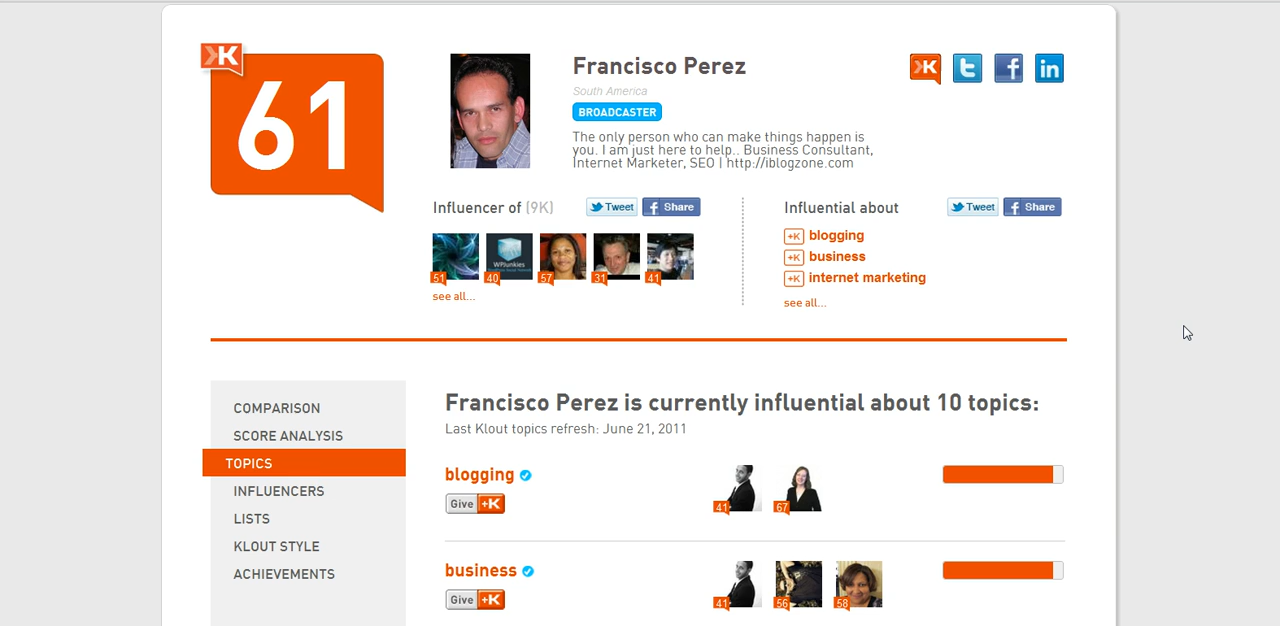 K
61
Francisco Perez
South America
BROADCASTER
The only person who can make things happen is
you. I am just here to help.. Business Consultant,
Internet Marketer, SEO | http://iblogzone.com
K t f in
Influencer of (9K) Tweet f Share
WPJunkies
51 40 57 31 41
see all...
Influential about Tweet f Share
+K blogging
+K business
+K internet marketing
see all...
COMPARISON
SCORE ANALYSIS
TOPICS
INFLUENCERS
LISTS
KLOUT STYLE
ACHIEVEMENTS
Francisco Perez is currently influential about 10 topics:
Last Klout topics refresh: June 21, 2011
blogging
Give +K
41 67
business
Give +K
41 56 58